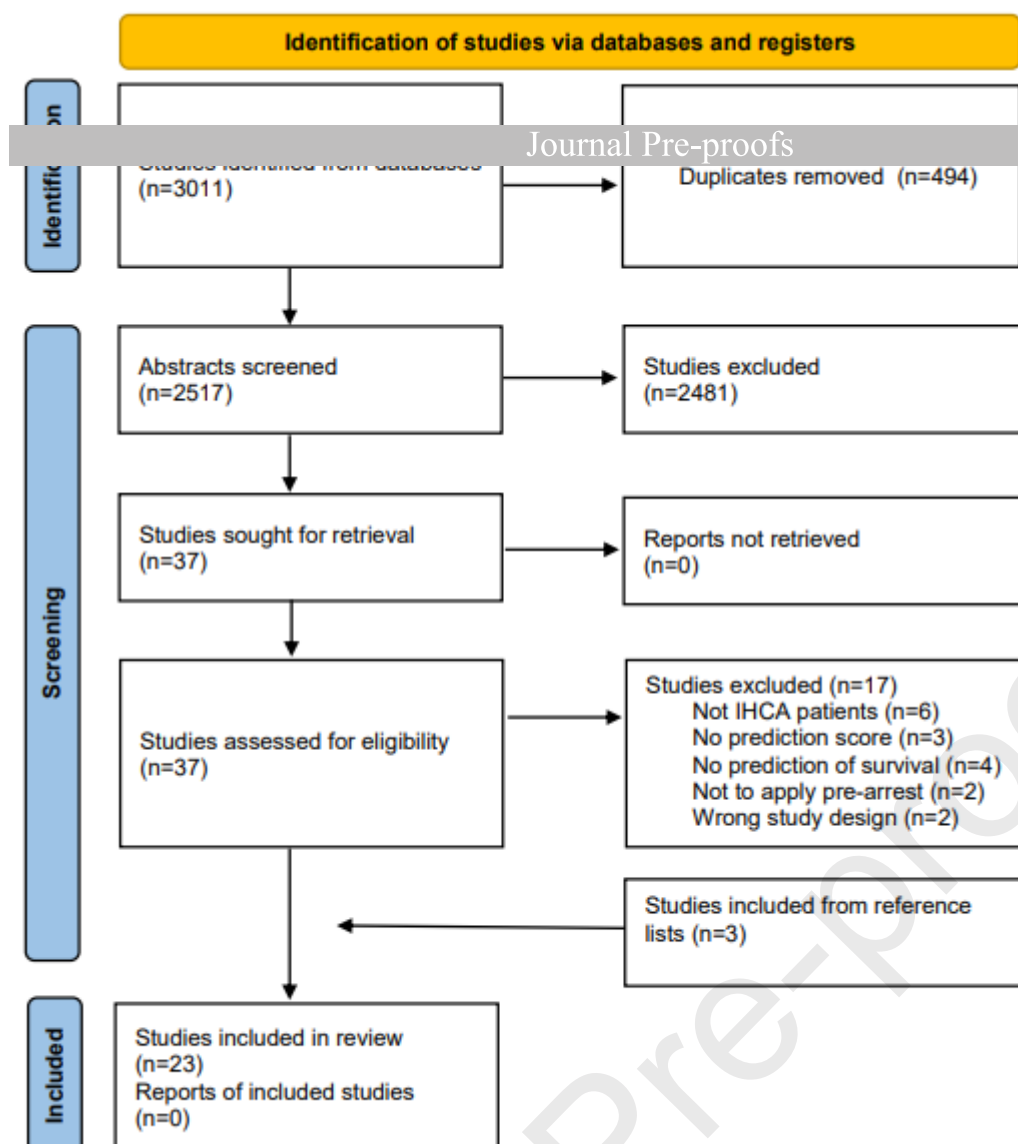 Identification of studies via databases and registers
Journal Pre-proofs
(n=3011)
Duplicates removed (n=494)
Abstracts screened
(n=2517)
Studies excluded
(n=2481)
Studies sought for retrieval
(n=37)
Reports not retrieved
(n=0)
Studies assessed for eligibility
(n=37)
Studies excluded (n=17)
Not IHCA patients (n=6)
No prediction score (n=3)
No prediction of survival (n=4)
Not to apply pre-arrest (n=2)
Wrong study design (n=2)
Screening
Studies included from reference
lists (n=3)
Included
Studies included in review
(n=23)
Reports of included studies
(n=0)
Pre-proo